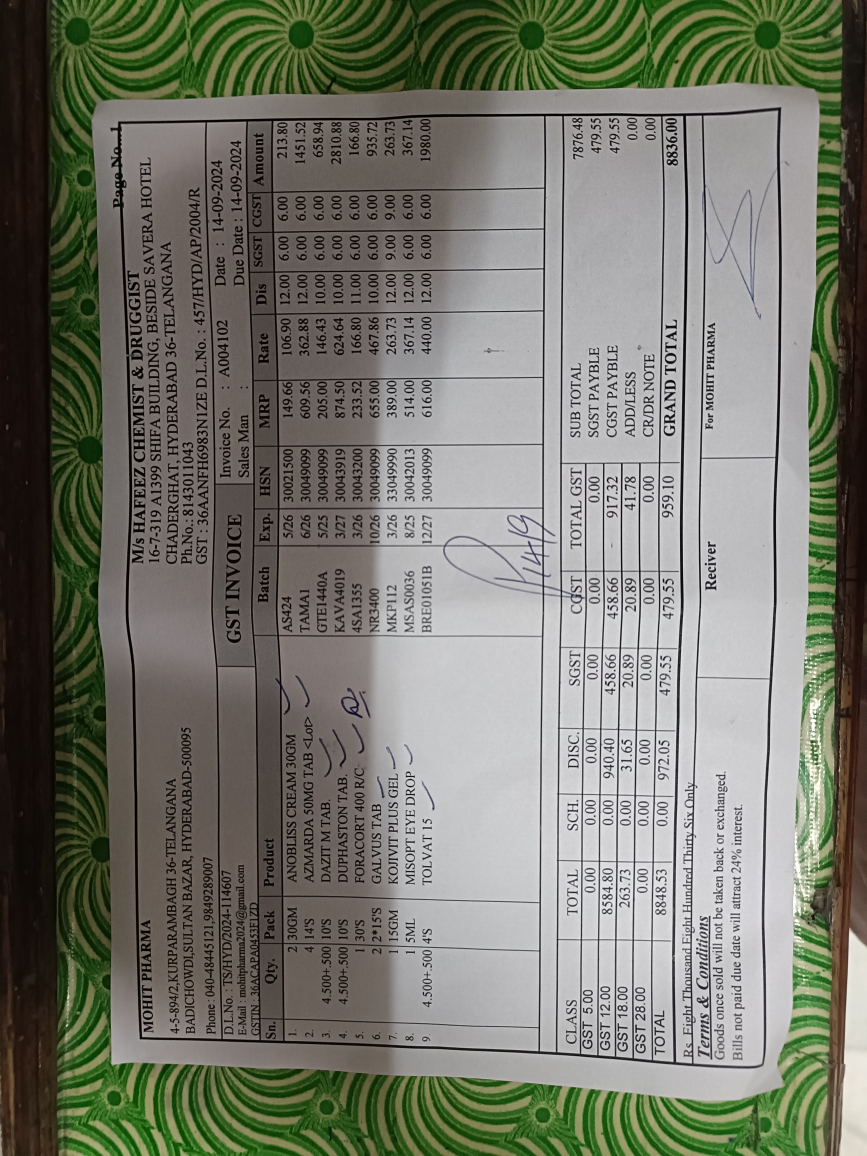 Page No...1
MOHIT PHARMA
4-5-894/2,KURPARAMBAGH 36-TELANGANA
BADICHOWDI,SULTAN BAZAR, HYDERABAD-500095
Phone : 040-48445121,9849289007
D.L.No. : TS/HYD/2024-114607
E-Mail : mohitpharma2024@gmail.com
GSTIN : 36ACAPA0453F1ZD
M/s HAFEEZ CHEMIST & DRUGGIST
16-7-319 A1399 SHIFA BUILDING, BESIDE SAVERA HOTEL
CHADERGHAT, HYDERABAD 36-TELANGANA
Ph.No.: 8143011043
GST : 36AANFH6983N1ZE D.L.No. : 457/HYD/AP/2004/R
GST INVOICE
Invoice No. : A004102 Date : 14-09-2024
Sales Man : Due Date : 14-09-2024
Sn. Qty. Pack Product Batch Exp. HSN MRP Rate Dis SGST CGST Amount
1. 2 30GM ANOBLISS CREAM 30GM AS424 5/26 30021500 149.66 106.90 12.00 6.00 6.00 213.80
2. 4 14'S AZMARDA 50MG TAB <Lot> TAMA1 6/26 30049099 609.56 362.88 12.00 6.00 6.00 1451.52
3. 4.500+.500 10'S DAZIT M TAB. GTE1440A 5/25 30049099 205.00 146.43 10.00 6.00 6.00 658.94
4. 4.500+.500 10'S DUPHASTON TAB. KAVA4019 3/27 30043919 874.50 624.64 10.00 6.00 6.00 2810.88
5. 1 30'S FORACORT 400 R/C 4SA1355 3/26 30043200 233.52 166.80 11.00 6.00 6.00 166.80
6. 2 2*15'S GALVUS TAB NR3400 10/26 30049099 655.00 467.86 10.00 6.00 6.00 935.72
7. 1 15GM KOJIVIT PLUS GEL MKP112 3/26 33049990 389.00 263.73 12.00 9.00 9.00 263.73
8. 1 5ML MISOPT EYE DROP MSAS0036 8/25 30042013 514.00 367.14 12.00 6.00 6.00 367.14
9. 4.500+.500 4'S TOLVAT 15 BRE01051B 12/27 30049099 616.00 440.00 12.00 6.00 6.00 1980.00
14/9
CLASS TOTAL SCH. DISC. SGST CGST TOTAL GST
GST 5.00 0.00 0.00 0.00 0.00 0.00 0.00
GST 12.00 8584.80 0.00 940.40 458.66 458.66 917.32
GST 18.00 263.73 0.00 31.65 20.89 20.89 41.78
GST 28.00 0.00 0.00 0.00 0.00 0.00 0.00
TOTAL 8848.53 0.00 972.05 479.55 479.55 959.10
SUB TOTAL 7876.48
SGST PAYBLE 479.55
CGST PAYBLE 479.55
ADD/LESS 0.00
CR/DR NOTE 0.00
GRAND TOTAL 8836.00
Rs. Eight Thousand Eight Hundred Thirty Six Only
Terms & Conditions
Goods once sold will not be taken back or exchanged.
Bills not paid due date will attract 24% interest.
Reciver
For MOHIT PHARMA